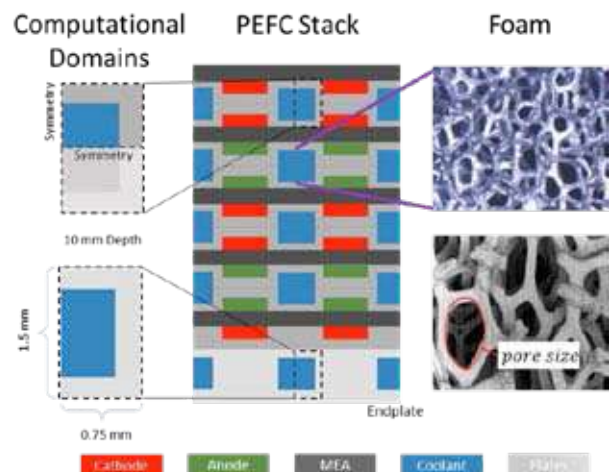 Computational
Domains
PEFC Stack
Foam
Symmetry
Symmetry
10 mm Depth
1.5 mm
0.75 mm
pore size
Endplate
Cathode
Anode
MEA
Coolant
Plates